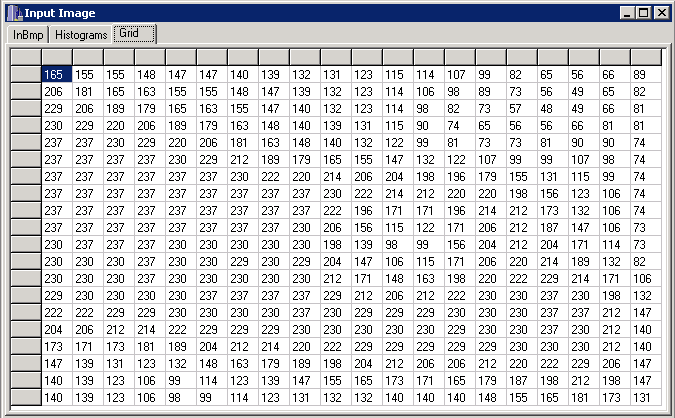 Input Image
InBmp Histograms Grid
165 155 155 148 147 147 140 139 132 131 123 115 114 107 99 82 65 56 66 89
206 181 165 163 155 155 148 147 139 132 123 114 106 98 89 73 56 49 65 82
229 206 189 179 165 163 155 147 140 132 123 114 98 82 73 57 48 49 66 81
230 229 220 206 189 179 163 148 140 139 131 115 90 74 65 56 56 66 81 81
237 237 230 229 220 206 181 163 148 140 132 122 99 81 73 73 81 90 90 74
237 237 237 237 230 229 212 189 179 165 155 147 132 122 107 99 99 107 98 74
237 237 237 237 237 237 230 222 220 214 206 204 198 196 179 155 131 115 99 74
237 237 237 237 237 237 237 237 230 222 214 212 220 220 198 156 123 106 74
237 237 237 237 237 237 237 237 222 196 171 171 196 214 212 173 132 106 74
237 237 237 237 237 237 237 230 206 156 115 122 171 206 212 187 147 106 73
230 230 237 237 230 230 230 230 198 139 98 99 156 204 212 204 171 114 73
230 230 237 237 230 230 229 229 204 147 106 115 171 206 220 214 189 132 82
230 230 230 230 230 230 230 230 212 171 148 163 198 220 222 229 214 171 106
229 230 230 230 237 237 237 237 229 212 206 212 222 230 230 237 230 198 132
222 222 229 229 230 230 230 230 230 230 229 230 230 230 230 237 237 212 147
204 206 212 214 222 229 229 229 230 230 230 229 229 230 230 230 230 212 140
173 171 173 181 189 204 212 214 220 222 222 229 229 229 229 230 230 212 140
147 139 131 123 132 148 163 179 189 198 204 212 206 206 212 220 222 229 206 147
140 139 123 106 99 114 123 139 147 155 165 173 171 165 179 187 198 212 198 147
140 139 123 106 98 99 114 123 131 132 132 140 140 140 148 155 165 181 173 131